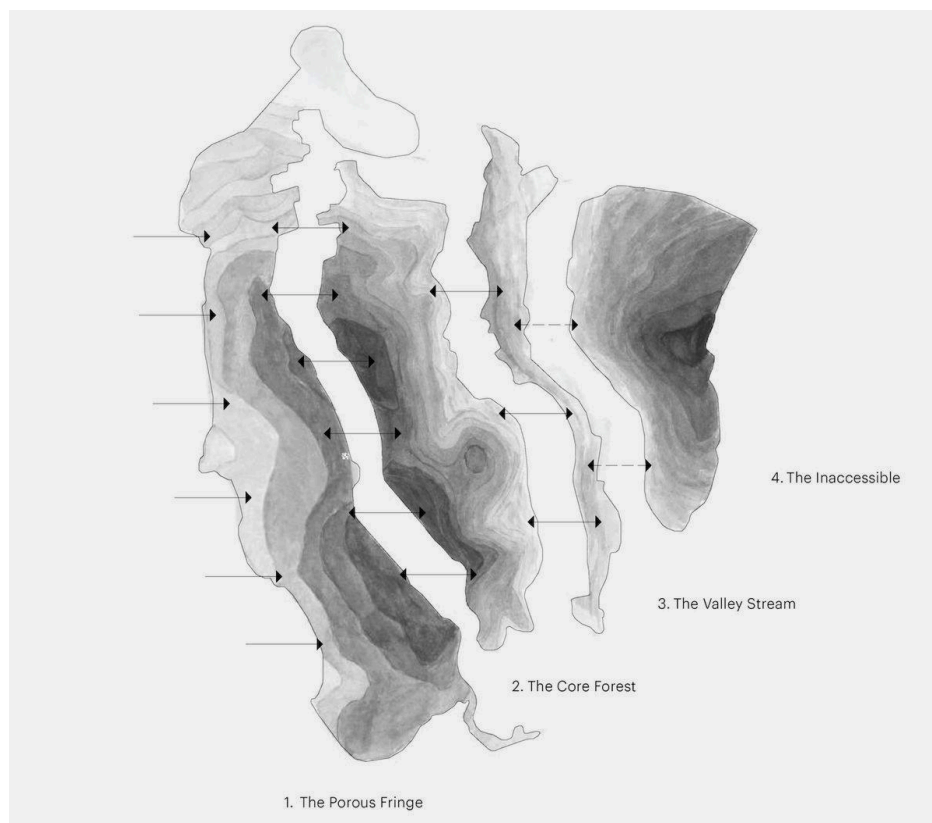 4. The Inaccessible
3. The Valley Stream
2. The Core Forest
1. The Porous Fringe